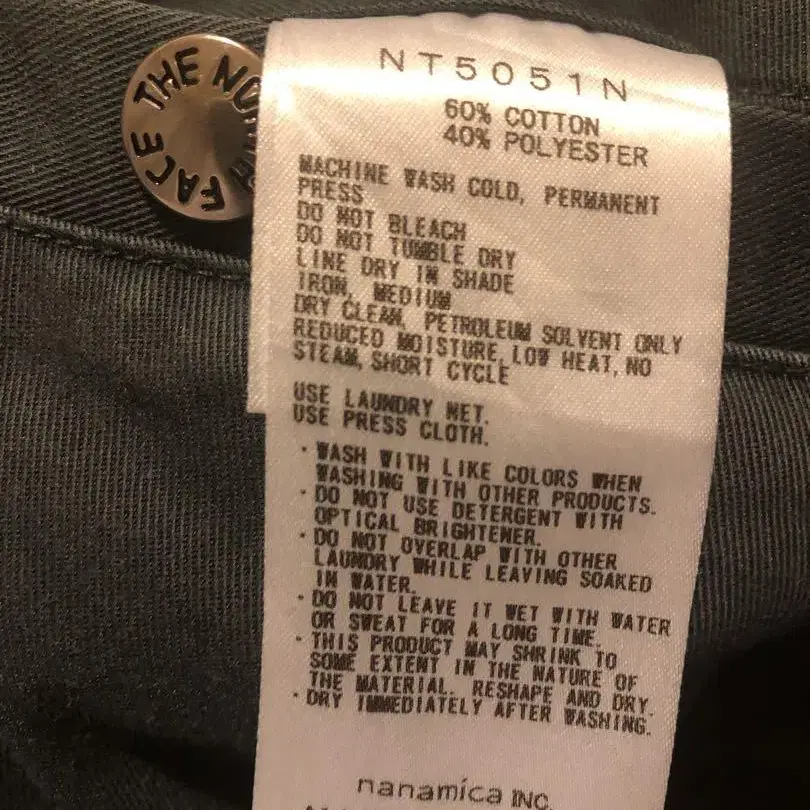 THE NORTH FACE
NT5051N
60% COTTON
40% POLYESTER
MACHINE WASH COLD, PERMANENT
PRESS
DO NOT BLEACH
DO NOT TUMBLE DRY
LINE DRY IN SHADE
IRON, MEDIUM
DRY CLEAN, PETROLEUM SOLVENT ONLY
REDUCED MOISTURE, LOW HEAT, NO
STEAM, SHORT CYCLE
USE LAUNDRY NET.
USE PRESS CLOTH.
・WASH WITH LIKE COLORS WHEN
WASHING WITH OTHER PRODUCTS.
・DO NOT USE DETERGENT WITH
OPTICAL BRIGHTENER.
・DO NOT OVERLAP WITH OTHER
LAUNDRY WHILE LEAVING SOAKED
IN WATER.
・DO NOT LEAVE IT WET WITH WATER
OR SWEAT FOR A LONG TIME.
・THIS PRODUCT MAY SHRINK TO
SOME EXTENT IN THE NATURE OF
THE MATERIAL. RESHAPE AND DRY.
・DRY IMMEDIATELY AFTER WASHING.
nanamica INC.